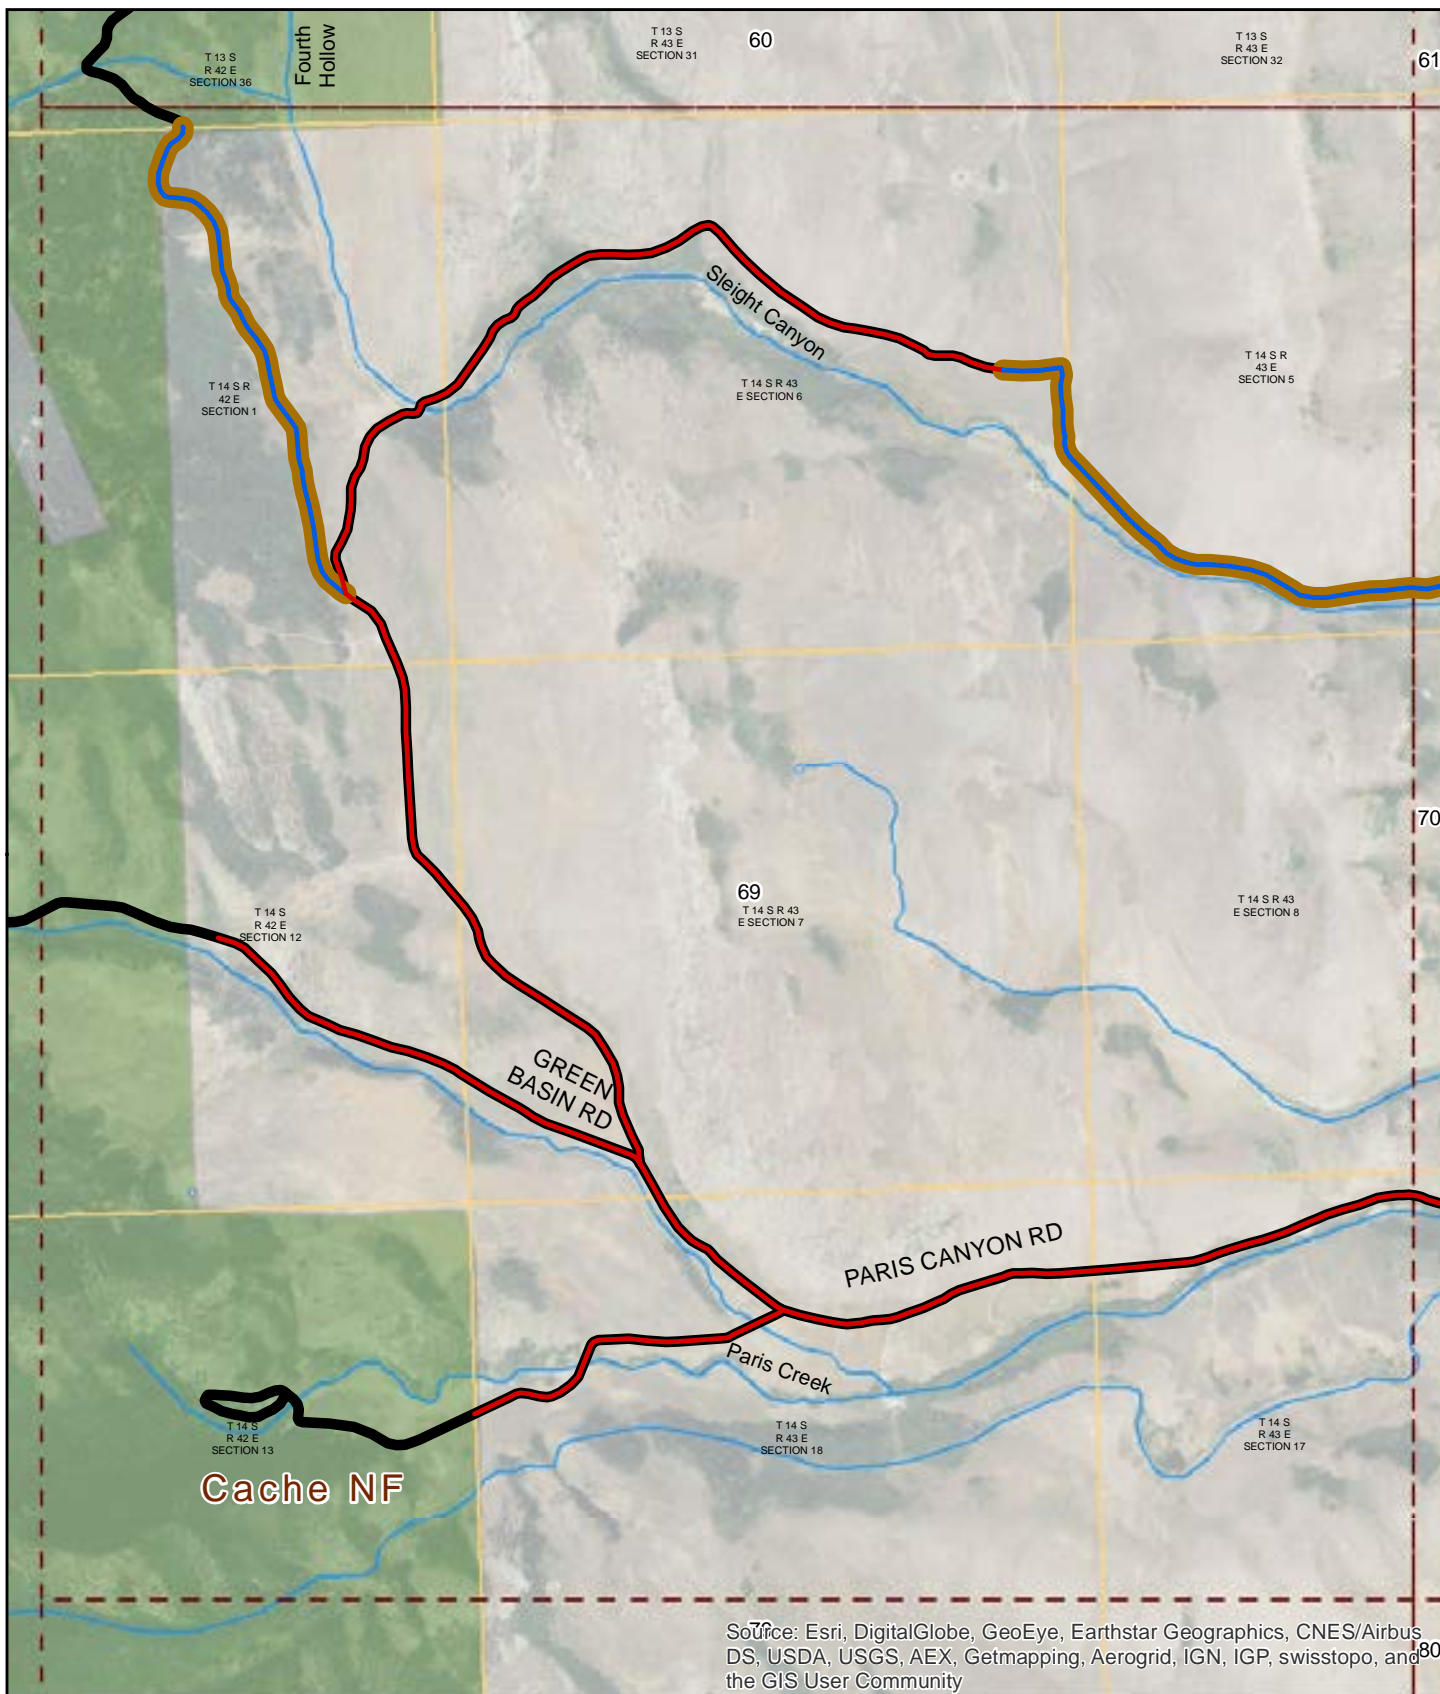 T 13 S
R 42 E
SECTION 36
Fourth
Hollow
T 13 S
R 43 E
SECTION 31
60
T 13 S
R 43 E
SECTION 32
61
Sleight Canyon
T 14 S R
42 E
SECTION 1
T 14 S R 43
E SECTION 6
T 14 S R
43 E
SECTION 5
70
69
T 14 S R 43
E SECTION 7
T 14 S R 43
E SECTION 8
T 14 S
R 42 E
SECTION 12
GREEN
BASIN RD
PARIS CANYON RD
Paris Creek
T 14 S
R 42 E
SECTION 13
T 14 S
R 43 E
SECTION 18
T 14 S
R 43 E
SECTION 17
Cache NF
Source: Esri, DigitalGlobe, GeoEye, Earthstar Geographics, CNES/Airbus
DS, USDA, USGS, AEX, Getmapping, Aerogrid, IGN, IGP, swisstopo, and
the GIS User Community
80